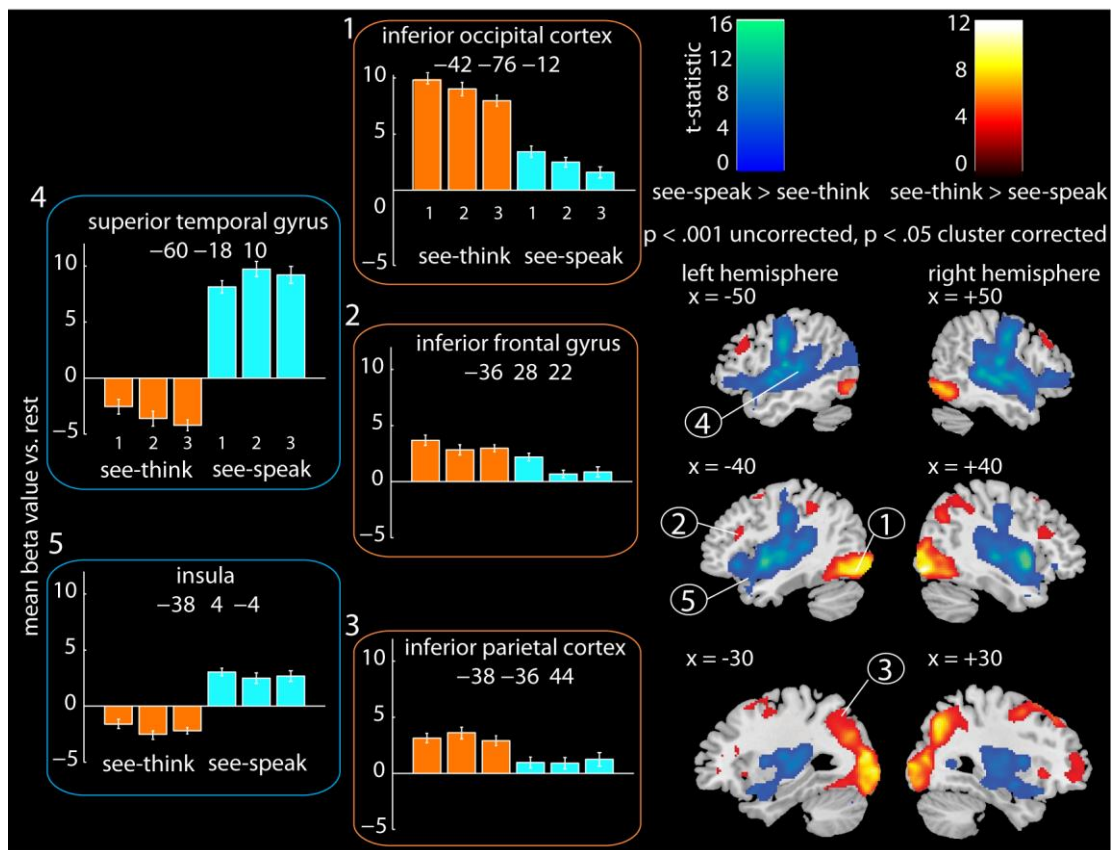 1
inferior occipital cortex
−42 −76 −12
10
5
0
−5
1 2 3 1 2 3
see-think see-speak
4
superior temporal gyrus
−60 −18 10
10
5
0
−5
1 2 3 1 2 3
see-think see-speak
2
inferior frontal gyrus
−36 28 22
10
5
0
−5
5
insula
−38 4 −4
10
5
0
−5
see-think see-speak
3
inferior parietal cortex
−38 −36 44
10
5
0
−5
mean beta value vs. rest
t-statistic
16
12
8
4
0
see-speak > see-think
12
8
4
0
see-think > see-speak
p < .001 uncorrected, p < .05 cluster corrected
left hemisphere right hemisphere
x = -50 x = +50
4
x = -40 x = +40
2
1
5
x = -30 x = +30
3